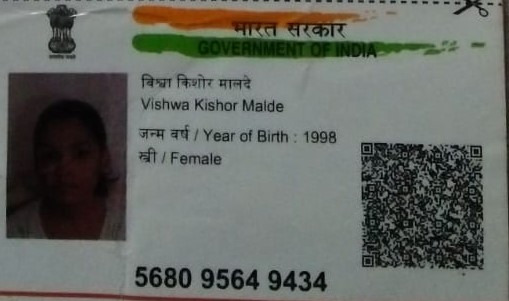 भारत सरकार
GOVERNMENT OF INDIA
विश्वा किशोर मालदे
Vishwa Kishor Malde
जन्म वर्ष / Year of Birth : 1998
स्त्री / Female
5680 9564 9434